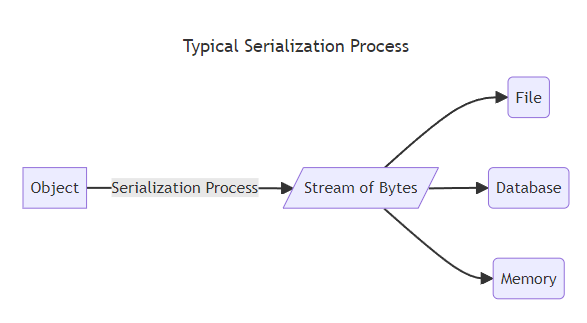 Typical Serialization Process
File
Object
Serialization Process
Stream of Bytes
Database
Memory